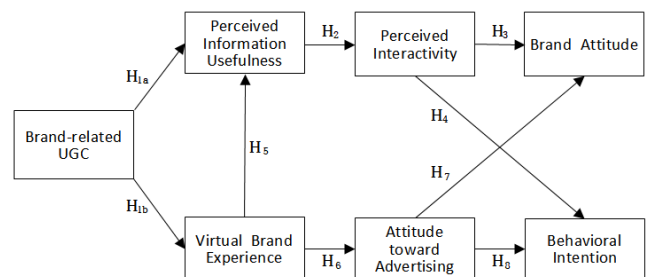 Perceived
Information
Usefulness
H2
Perceived
Interactivity
H3
Brand Attitude
H1a
Brand-related
UGC
H4
H5
H7
H1b
Virtual Brand
Experience
H6
Attitude
toward
Advertising
H8
Behavioral
Intention